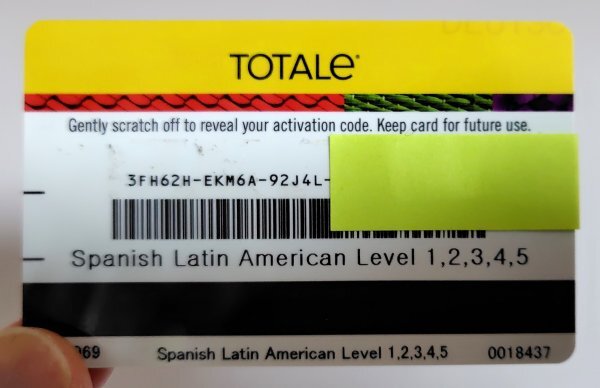 TOTALe®
Gently scratch off to reveal your activation code. Keep card for future use.
3FH62H-EKM6A-92J4L-
Spanish Latin American Level 1,2,3,4,5
069 Spanish Latin American Level 1,2,3,4,5 0018437